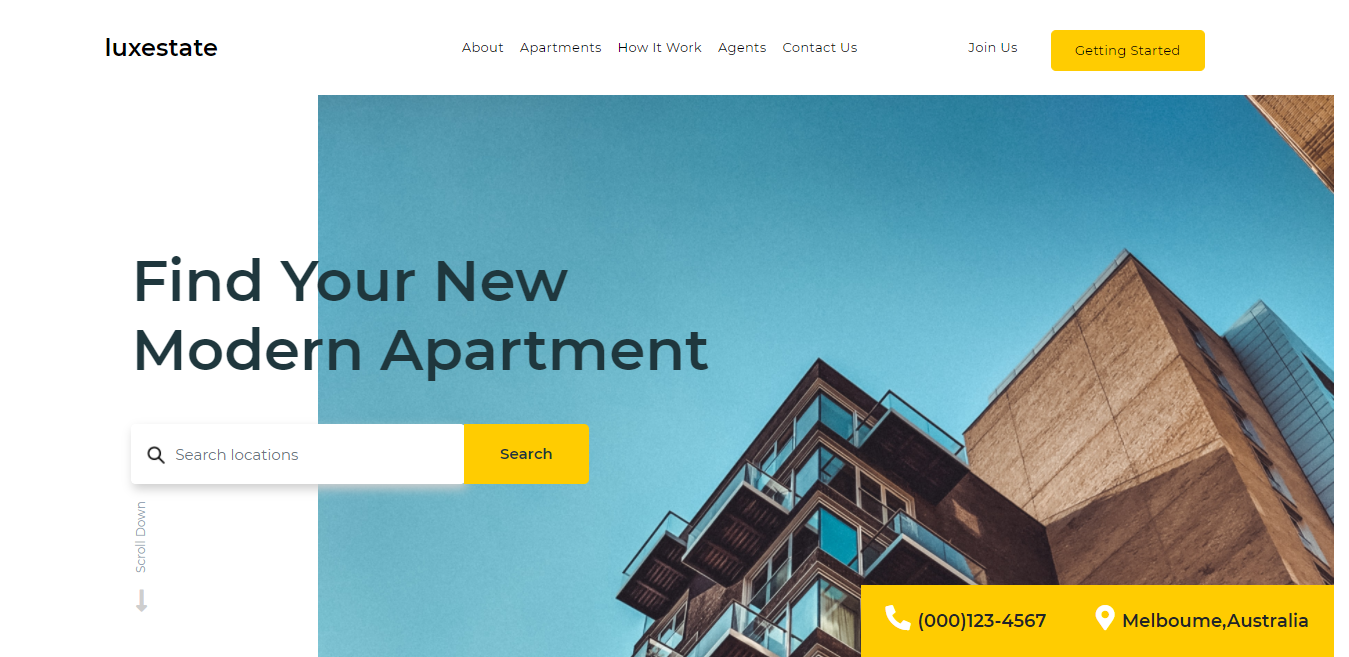 luxestate
About Apartments How It Work Agents Contact Us Join Us Getting Started
Find Your New
Modern Apartment
Search locations Search
Scroll Down
(000)123-4567 Melboume,Australia